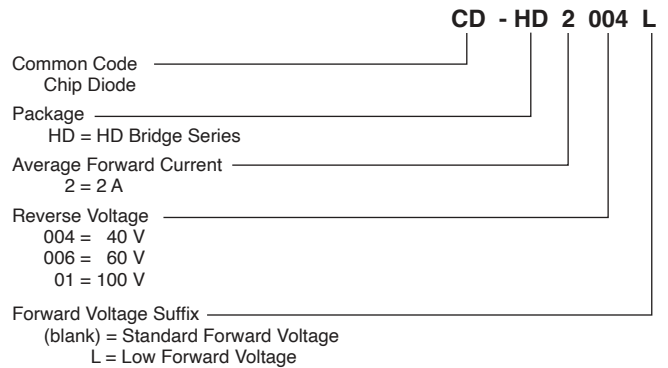 CD - HD 2 004 L
Common Code
Chip Diode
Package
HD = HD Bridge Series
Average Forward Current
2 = 2 A
Reverse Voltage
004 = 40 V
006 = 60 V
01 = 100 V
Forward Voltage Suffix
(blank) = Standard Forward Voltage
L = Low Forward Voltage